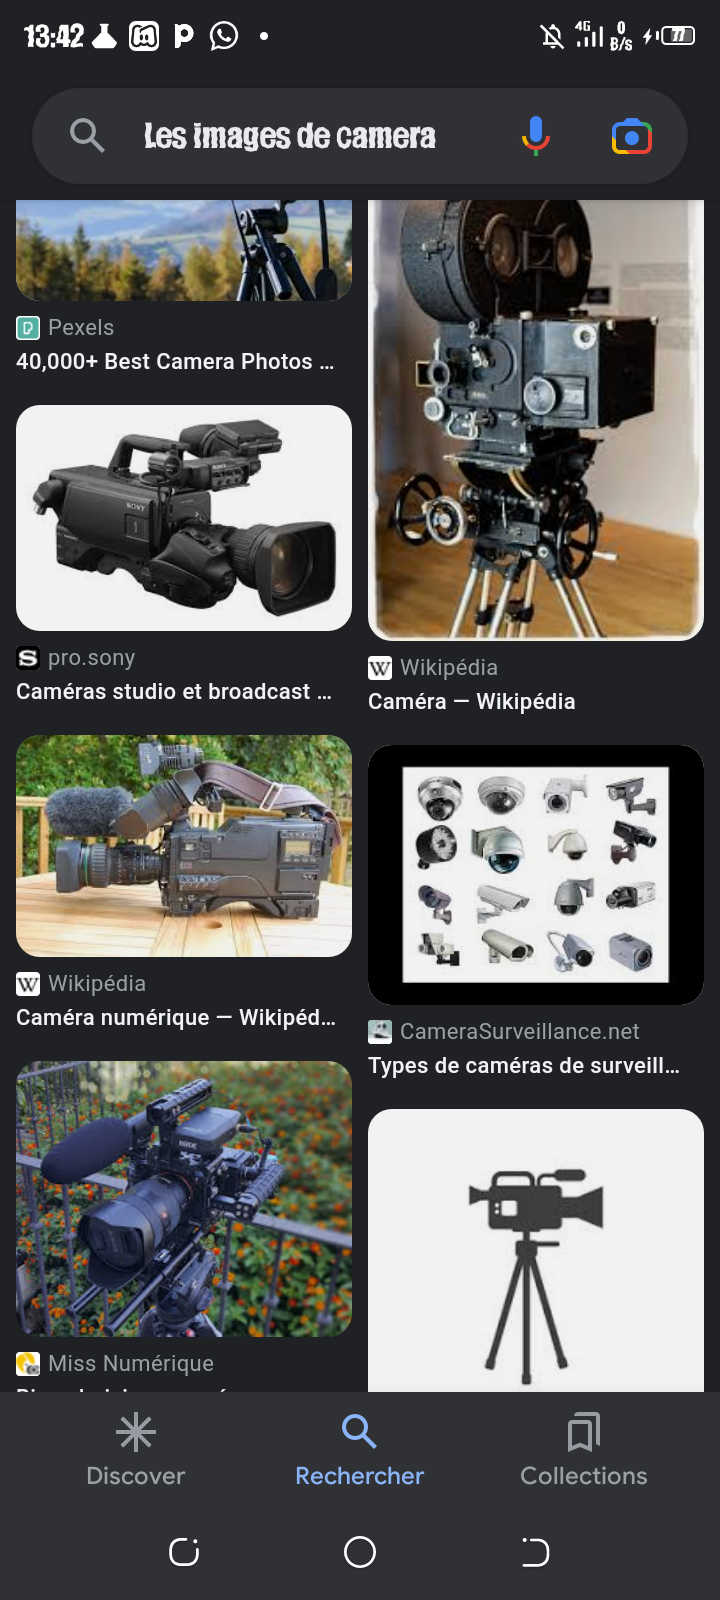 13:42
4G
0
B/s
77
Les images de camera
Pexels
40,000+ Best Camera Photos ...
SONY
pro.sony
Caméras studio et broadcast ...
Wikipédia
Caméra — Wikipédia
Wikipédia
Caméra numérique — Wikipéd...
CameraSurveillance.net
Types de caméras de surveill...
RODE
Miss Numérique
Discover
Rechercher
Collections